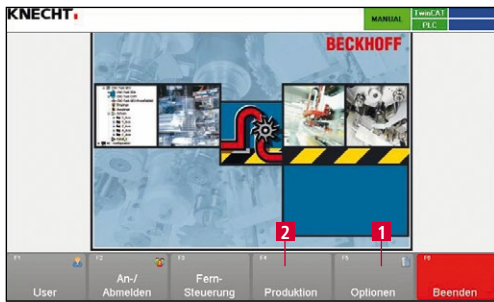 KNECHT.
MANUAL
TwinCAT
PLC
BECKHOFF
2
1
F1
User
F2
An-/
Abmelden
F3
Fern-
Steuerung
F4
Produktion
F5
Optionen
Beenden